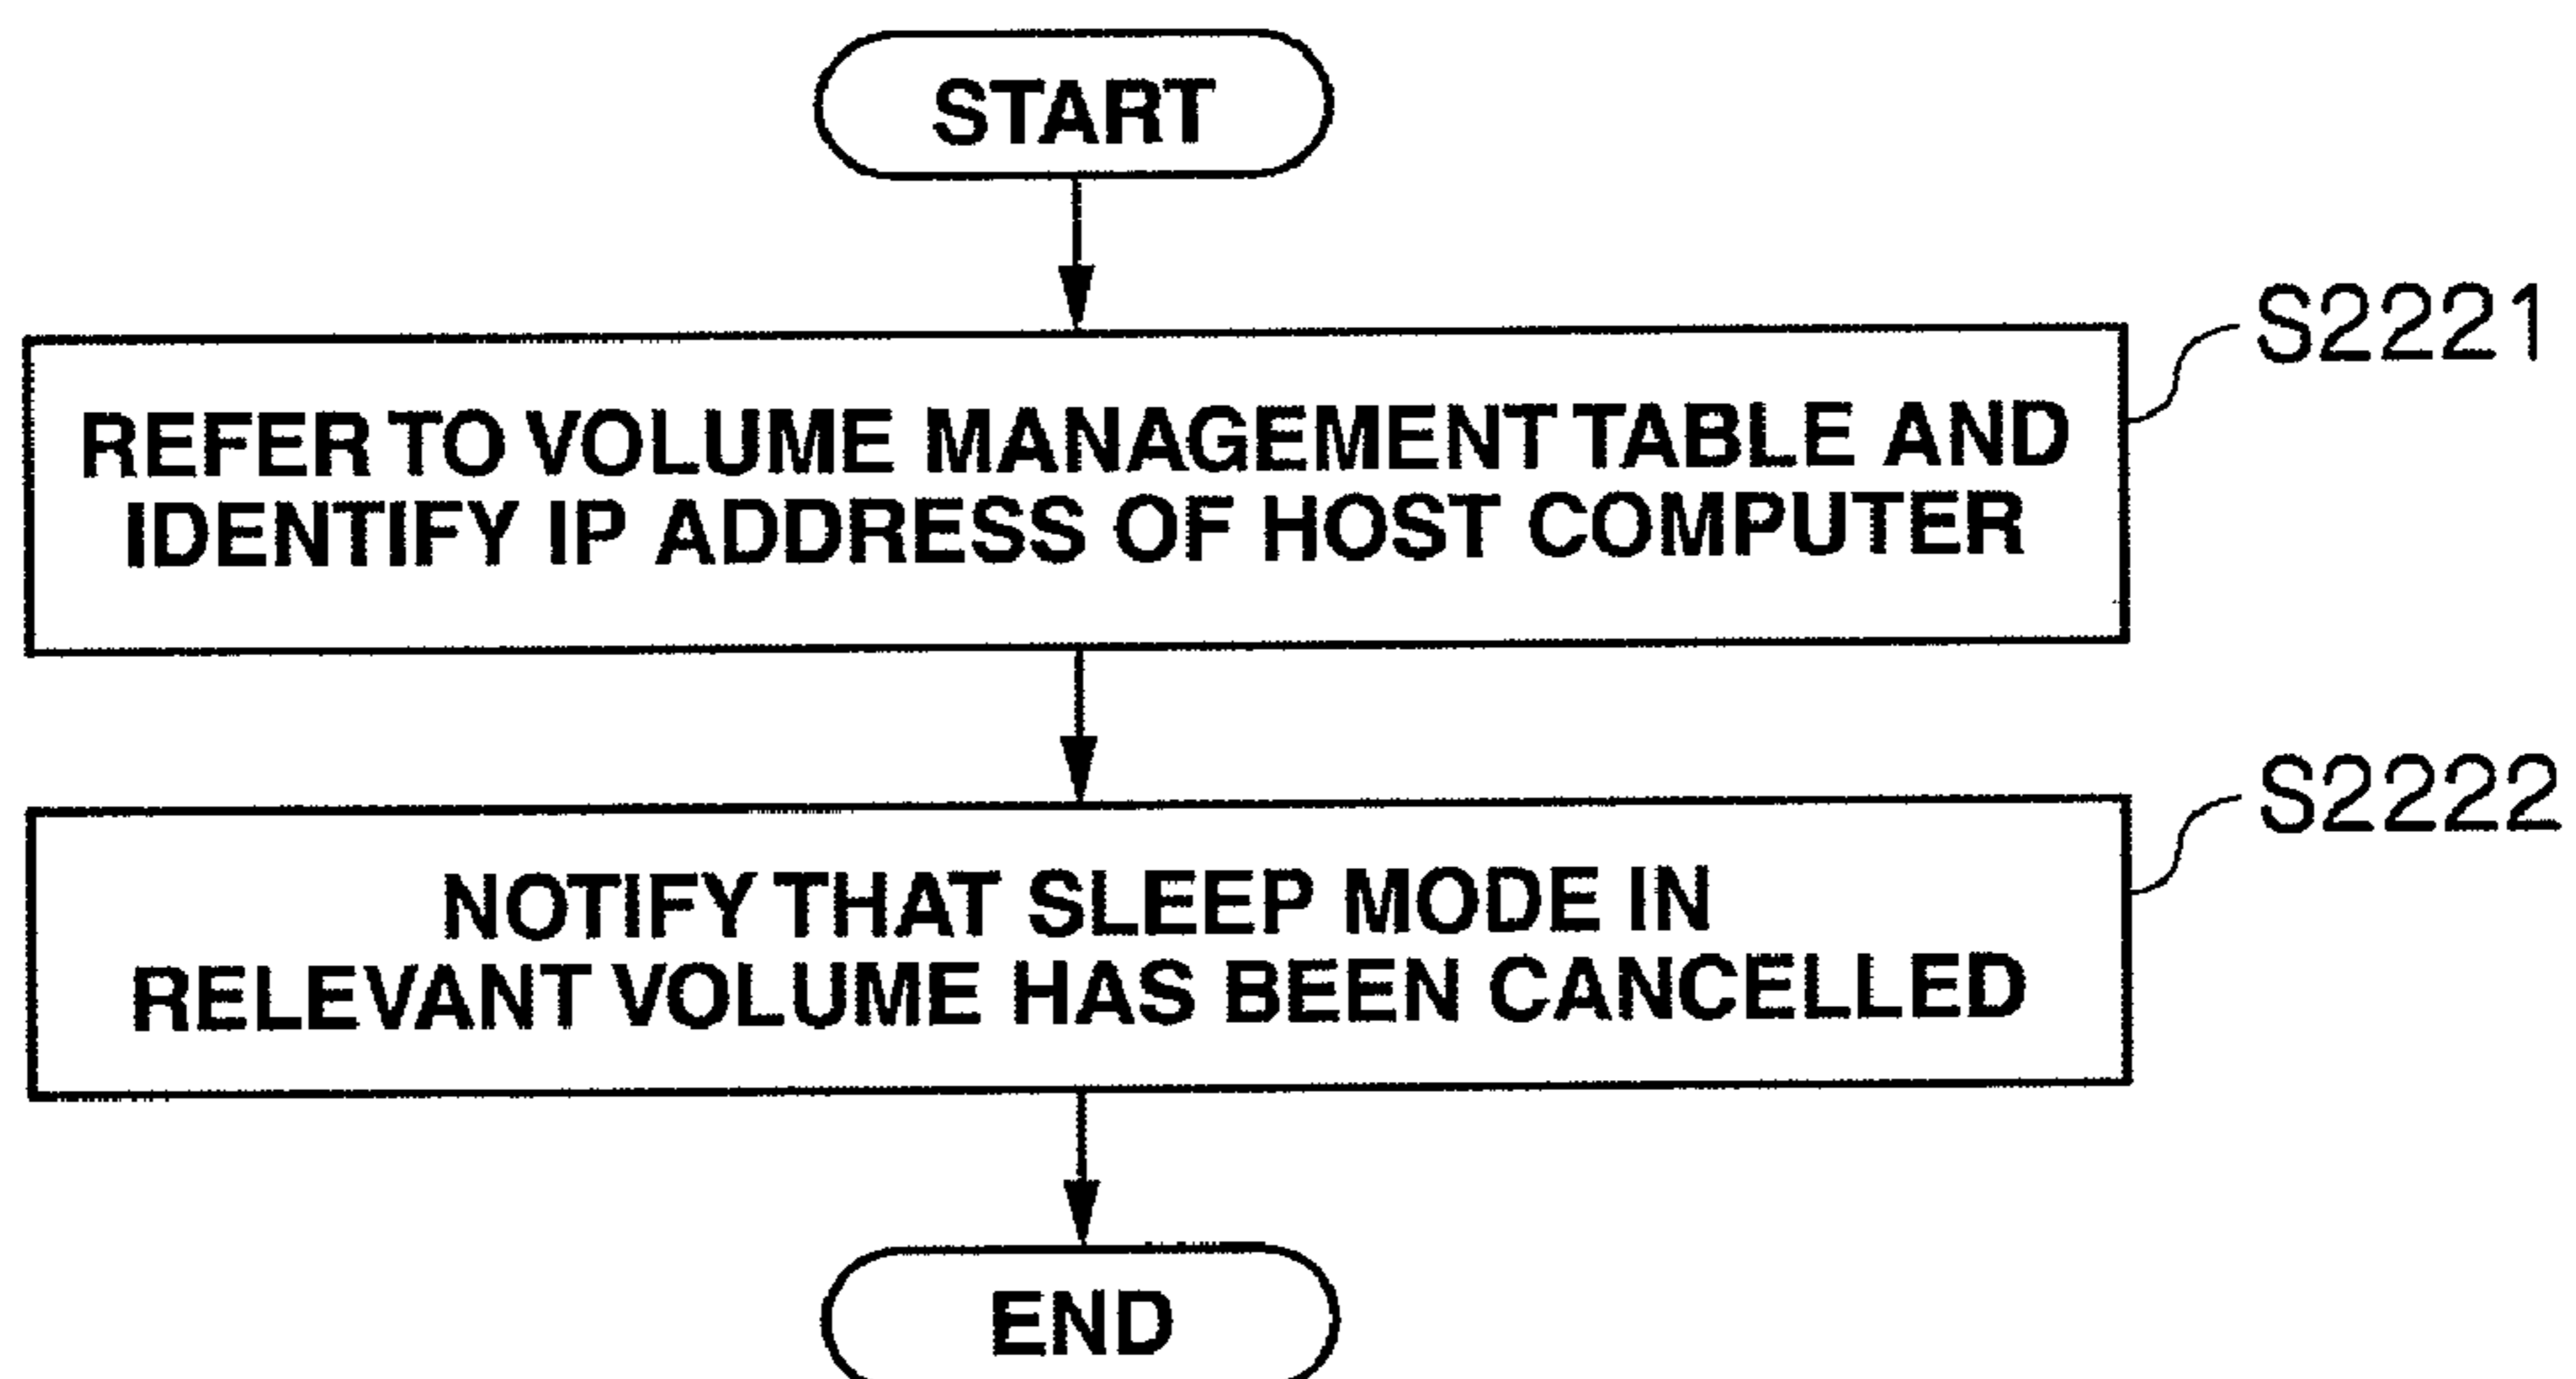 START
S2221
REFER TO VOLUME MANAGEMENT TABLE AND
IDENTIFY IP ADDRESS OF HOST COMPUTER
S2222
NOTIFY THAT SLEEP MODE IN
RELEVANT VOLUME HAS BEEN CANCELLED
END